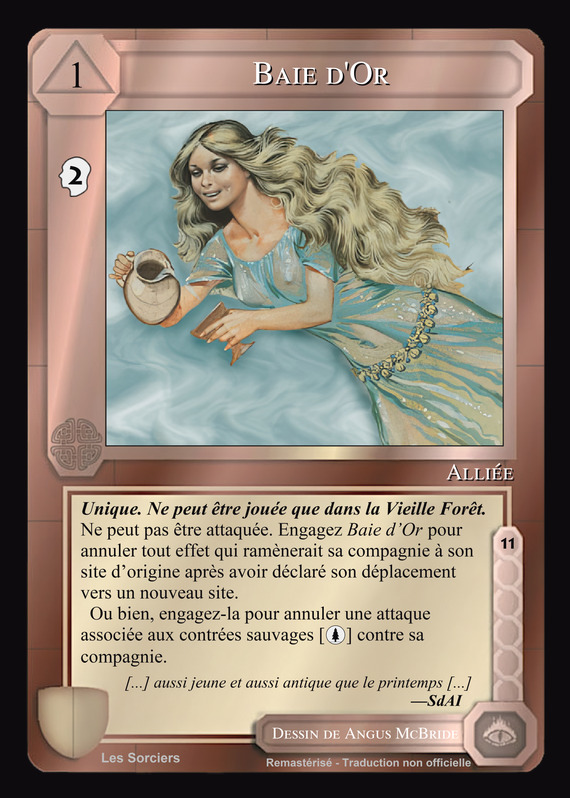 1
Baie d'Or
2
Alliée
Unique. Ne peut être jouée que dans la Vieille Forêt.
Ne peut pas être attaquée. Engagez Baie d'Or pour
annuler tout effet qui ramènerait sa compagnie à son
site d'origine après avoir déclaré son déplacement
vers un nouveau site.
Ou bien, engagez-la pour annuler une attaque
associée aux contrées sauvages [ ] contre sa
compagnie.
[...] aussi jeune et aussi antique que le printemps [...]
—SdAI
11
Dessin de Angus McBride
Les Sorciers
Remastérisé - Traduction non officielle